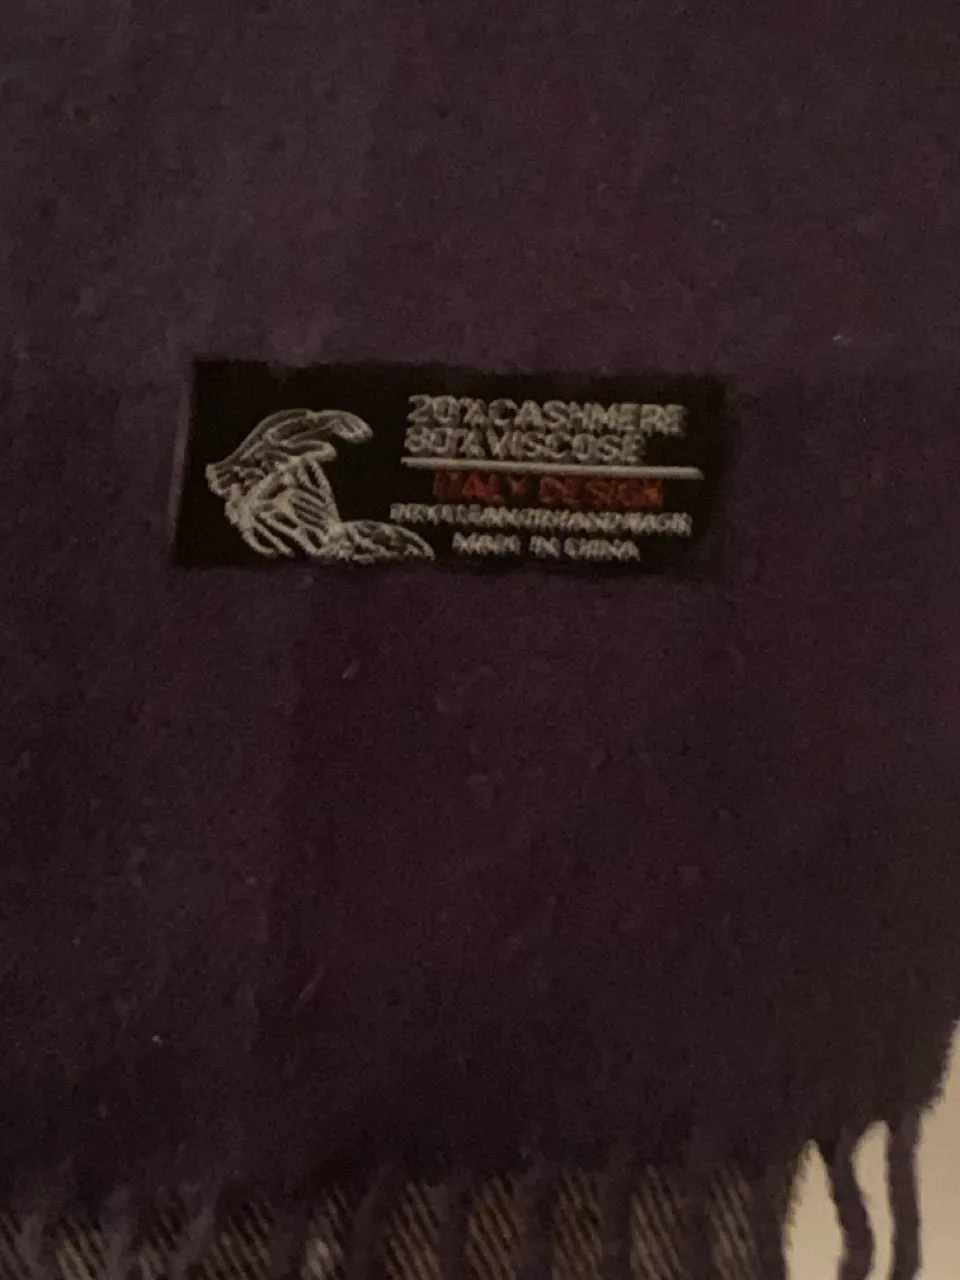 20% CASHMERE
80% VISCOSE
ITALY DESIGN
MADE IN CHINA